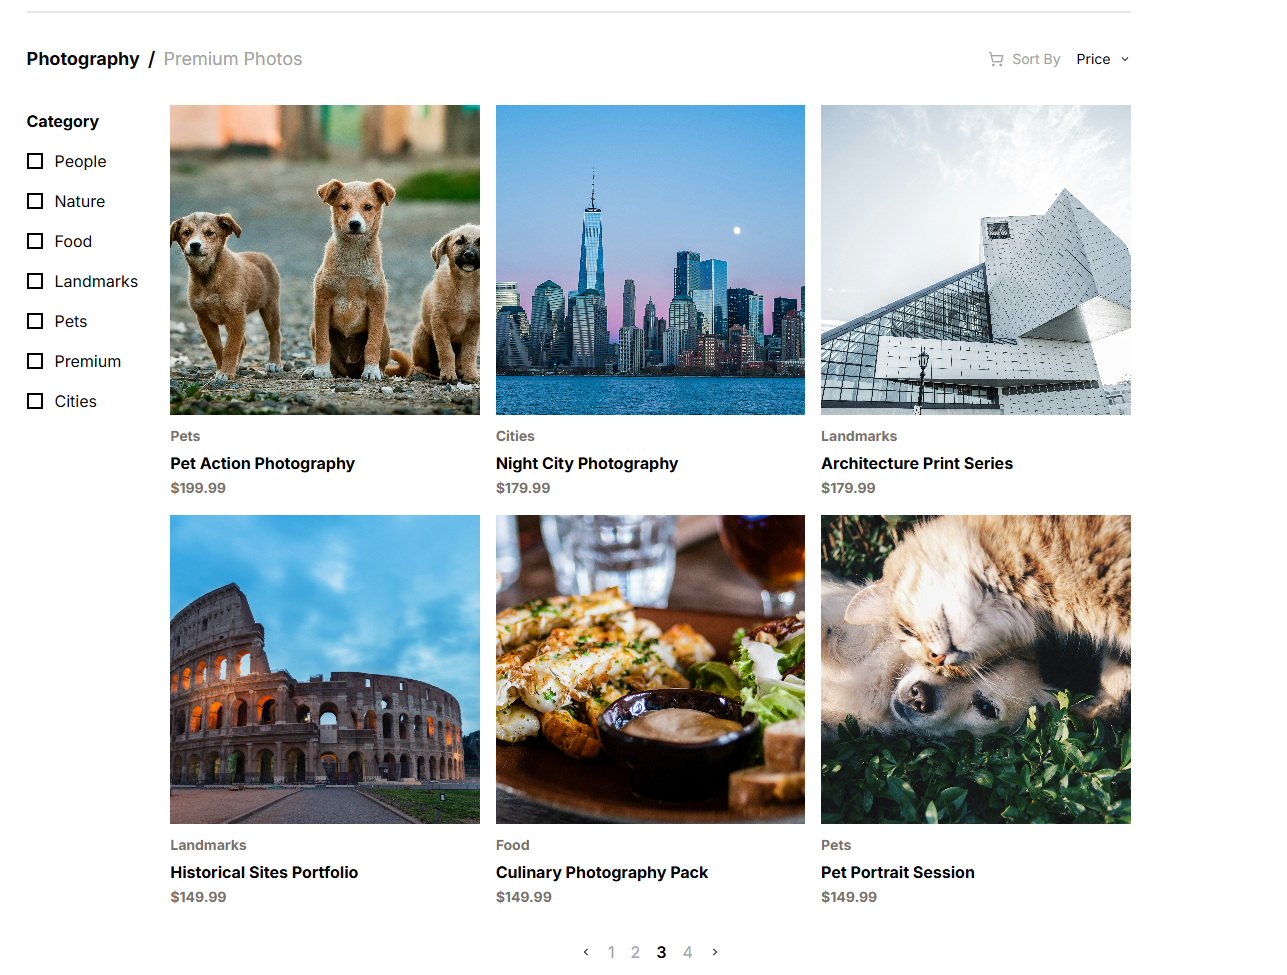 Photography / Premium Photos
Sort By Price
Category
People
Nature
Food
Landmarks
Pets
Premium
Cities
Pets
Pet Action Photography
$199.99
Cities
Night City Photography
$179.99
Landmarks
Architecture Print Series
$179.99
Landmarks
Historical Sites Portfolio
$149.99
Food
Culinary Photography Pack
$149.99
Pets
Pet Portrait Session
$149.99
1 2 3 4